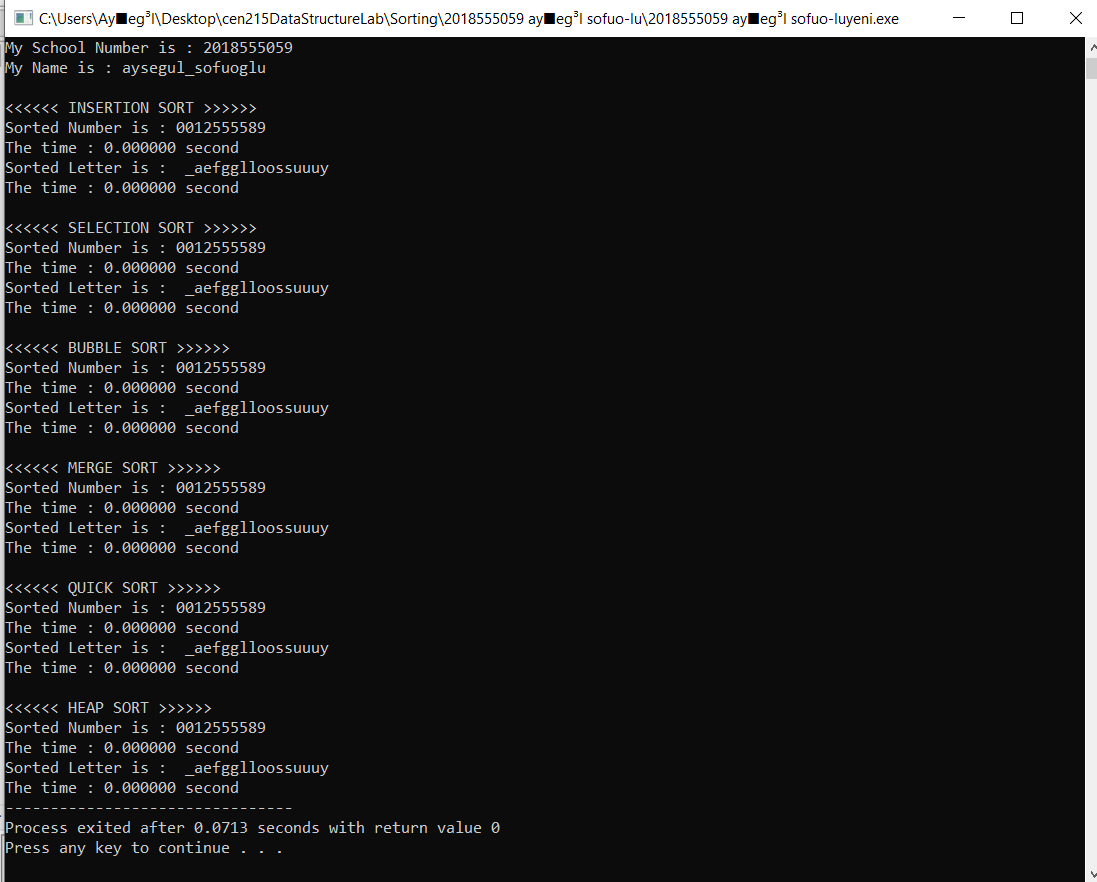 C:\Users\Ay■eg³l\Desktop\cen215DataStructureLab\Sorting\2018555059 ay■eg³l sofuo-lu\2018555059 ay■eg³l sofuo-luyeni.exe
My School Number is : 2018555059
My Name is : aysegul_sofuoglu
<<<<<< INSERTION SORT >>>>>>
Sorted Number is : 0012555589
The time : 0.000000 second
Sorted Letter is :  _aefgglloossuuuy
The time : 0.000000 second
<<<<<< SELECTION SORT >>>>>>
Sorted Number is : 0012555589
The time : 0.000000 second
Sorted Letter is :  _aefgglloossuuuy
The time : 0.000000 second
<<<<<< BUBBLE SORT >>>>>>
Sorted Number is : 0012555589
The time : 0.000000 second
Sorted Letter is :  _aefgglloossuuuy
The time : 0.000000 second
<<<<<< MERGE SORT >>>>>>
Sorted Number is : 0012555589
The time : 0.000000 second
Sorted Letter is :  _aefgglloossuuuy
The time : 0.000000 second
<<<<<< QUICK SORT >>>>>>
Sorted Number is : 0012555589
The time : 0.000000 second
Sorted Letter is :  _aefgglloossuuuy
The time : 0.000000 second
<<<<<< HEAP SORT >>>>>>
Sorted Number is : 0012555589
The time : 0.000000 second
Sorted Letter is :  _aefgglloossuuuy
The time : 0.000000 second
--------------------------------
Process exited after 0.0713 seconds with return value 0
Press any key to continue . . .